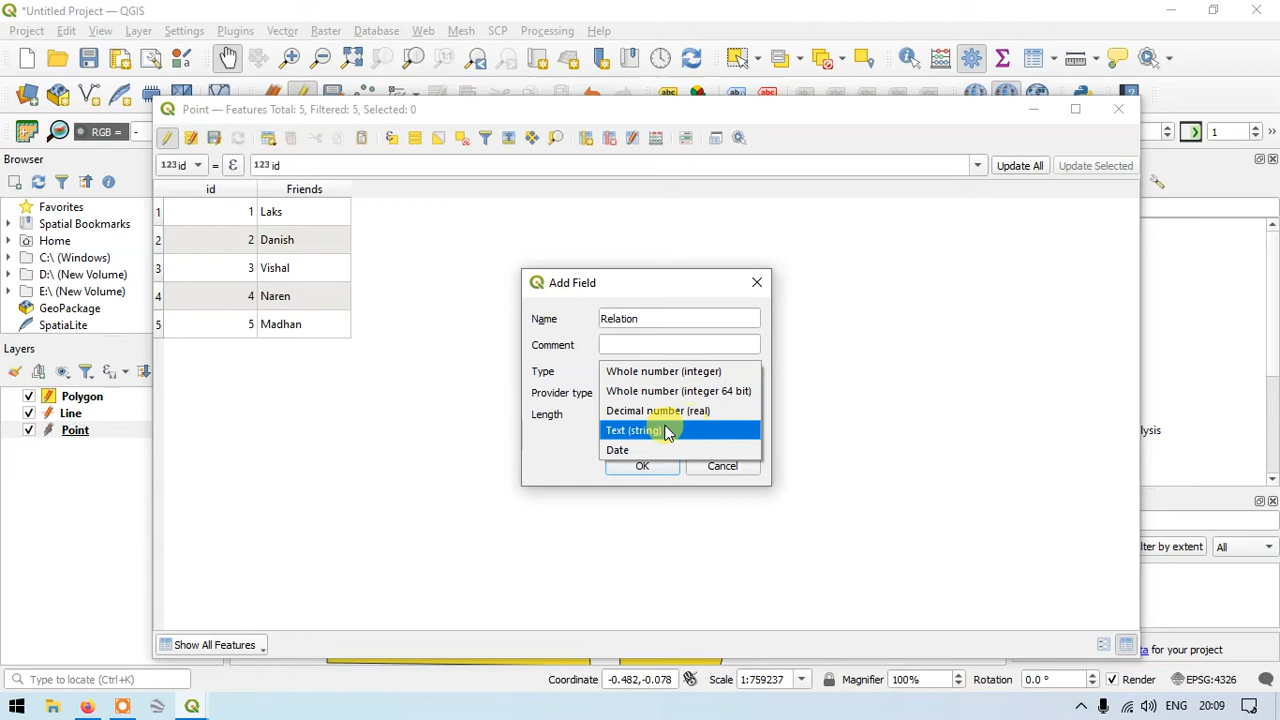 *Untitled Project — QGIS
Project Edit View Layer Settings Plugins Vector Raster Database Web Mesh SCP Processing Help
Point — Features Total: 5, Filtered: 5, Selected: 0
RGB = -
1
Browser
123 id = ε 123 id Update All Update Selected
id Friends
1 1 Laks
2 2 Danish
3 3 Vishal
4 4 Naren
5 5 Madhan
Favorites
Spatial Bookmarks
Home
C:\ (Windows)
D:\ (New Volume)
E:\ (New Volume)
GeoPackage
SpatiaLite
Layers
Polygon
Line
Point
Add Field
Name Relation
Comment
Type Whole number (integer)
Provider type Whole number (integer 64 bit)
Decimal number (real)
Length
Text (string)
Date
OK Cancel
alysis
lter by extent All
Show All Features
ta for your project
Type to locate (Ctrl+K) Coordinate -0.482,-0.078 Scale 1:759237 Magnifier 100% Rotation 0.0 ° Render EPSG:4326
ENG 20:09